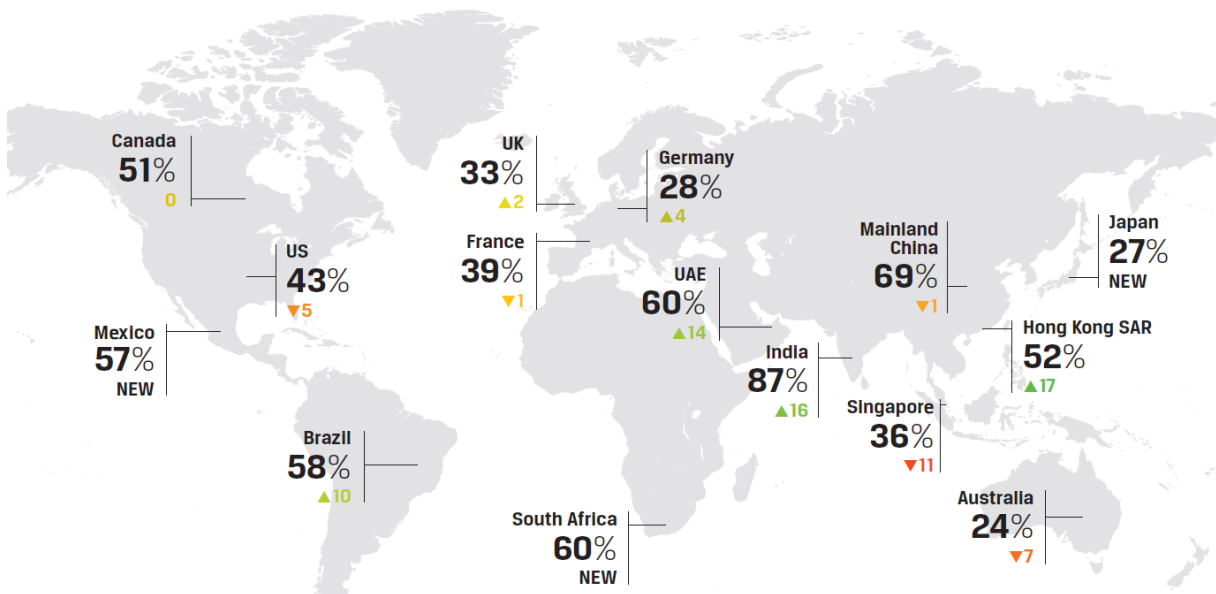 Canada
51%
0
US
43%
▼5
Mexico
57%
NEW
Brazil
58%
▲10
UK
33%
▲2
France
39%
▼1
Germany
28%
▲4
UAE
60%
▲14
South Africa
60%
NEW
India
87%
▲16
Mainland
China
69%
▼1
Japan
27%
NEW
Hong Kong SAR
52%
▲17
Singapore
36%
▼11
Australia
24%
▼7